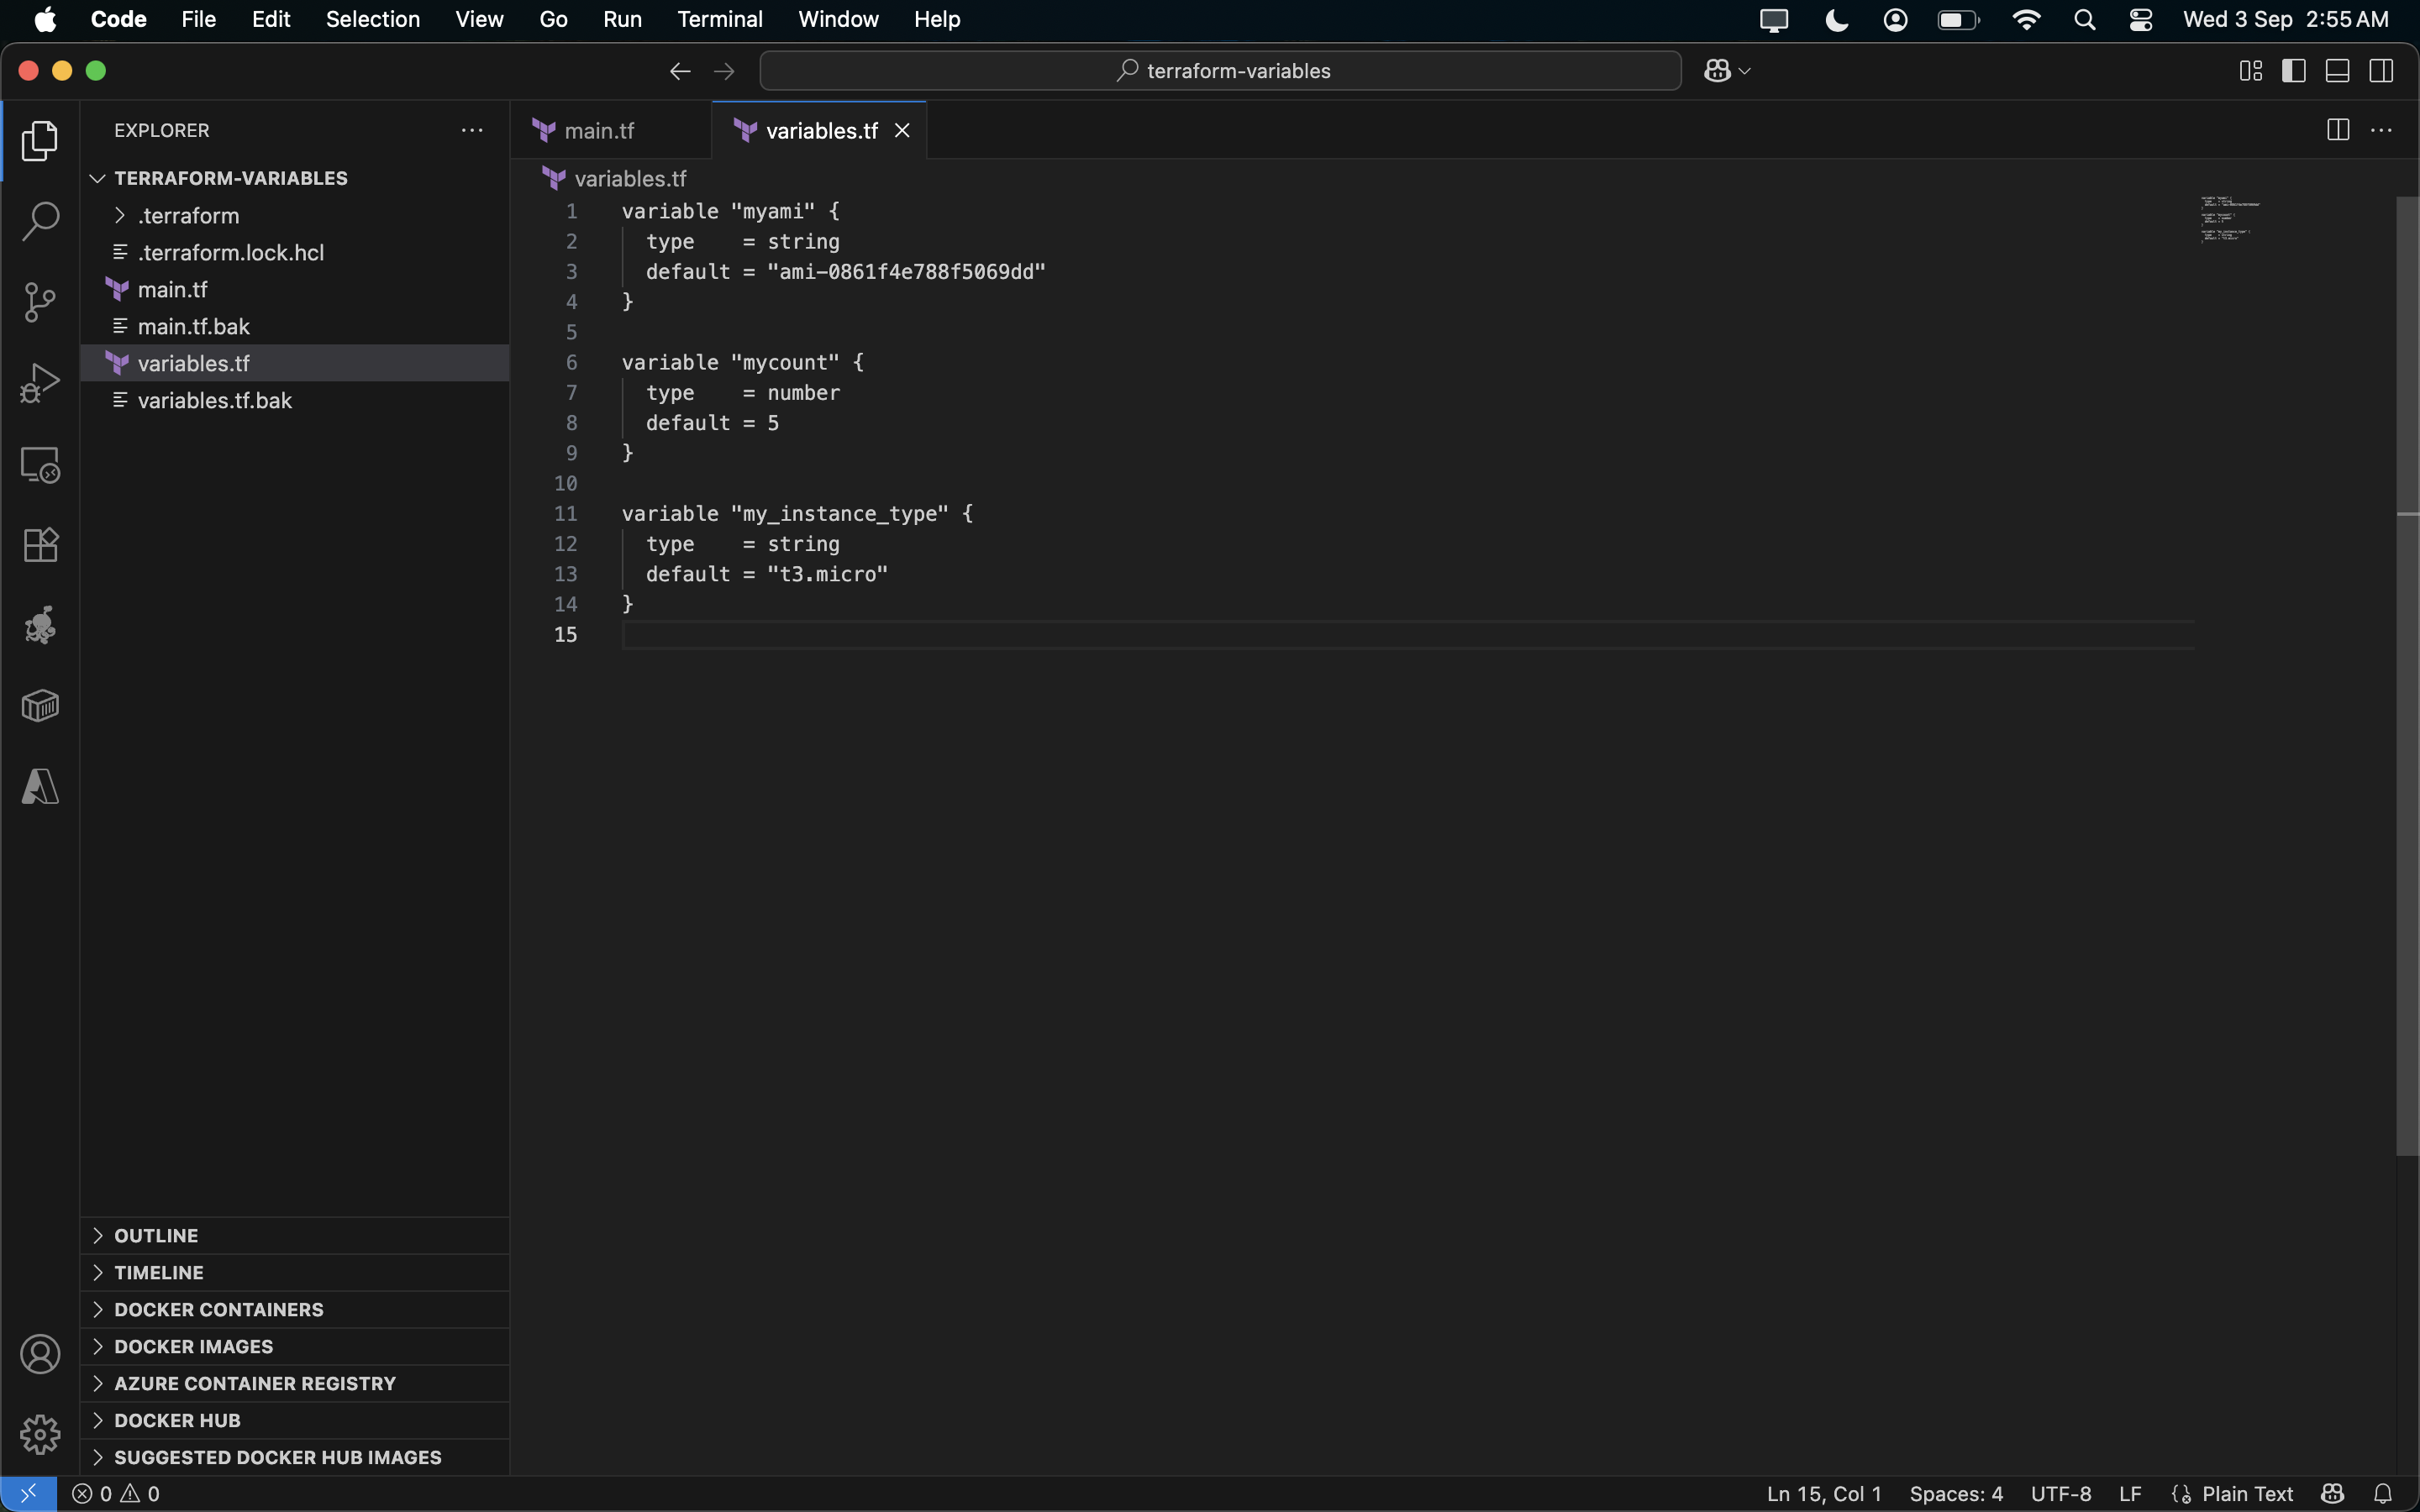 Code File Edit Selection View Go Run Terminal Window Help Wed 3 Sep 2:55 AM
terraform-variables
EXPLORER
TERRAFORM-VARIABLES
.terraform
.terraform.lock.hcl
main.tf
main.tf.bak
variables.tf
variables.tf.bak
OUTLINE
TIMELINE
DOCKER CONTAINERS
DOCKER IMAGES
AZURE CONTAINER REGISTRY
DOCKER HUB
SUGGESTED DOCKER HUB IMAGES
main.tf variables.tf
variables.tf
1 variable "myami" {
2 type    = string
3 default = "ami-0861f4e788f5069dd"
4 }
5
6 variable "mycount" {
7 type    = number
8 default = 5
9 }
10
11 variable "my_instance_type" {
12 type    = string
13 default = "t3.micro"
14 }
15
0 0 Ln 15, Col 1 Spaces: 4 UTF-8 LF Plain Text